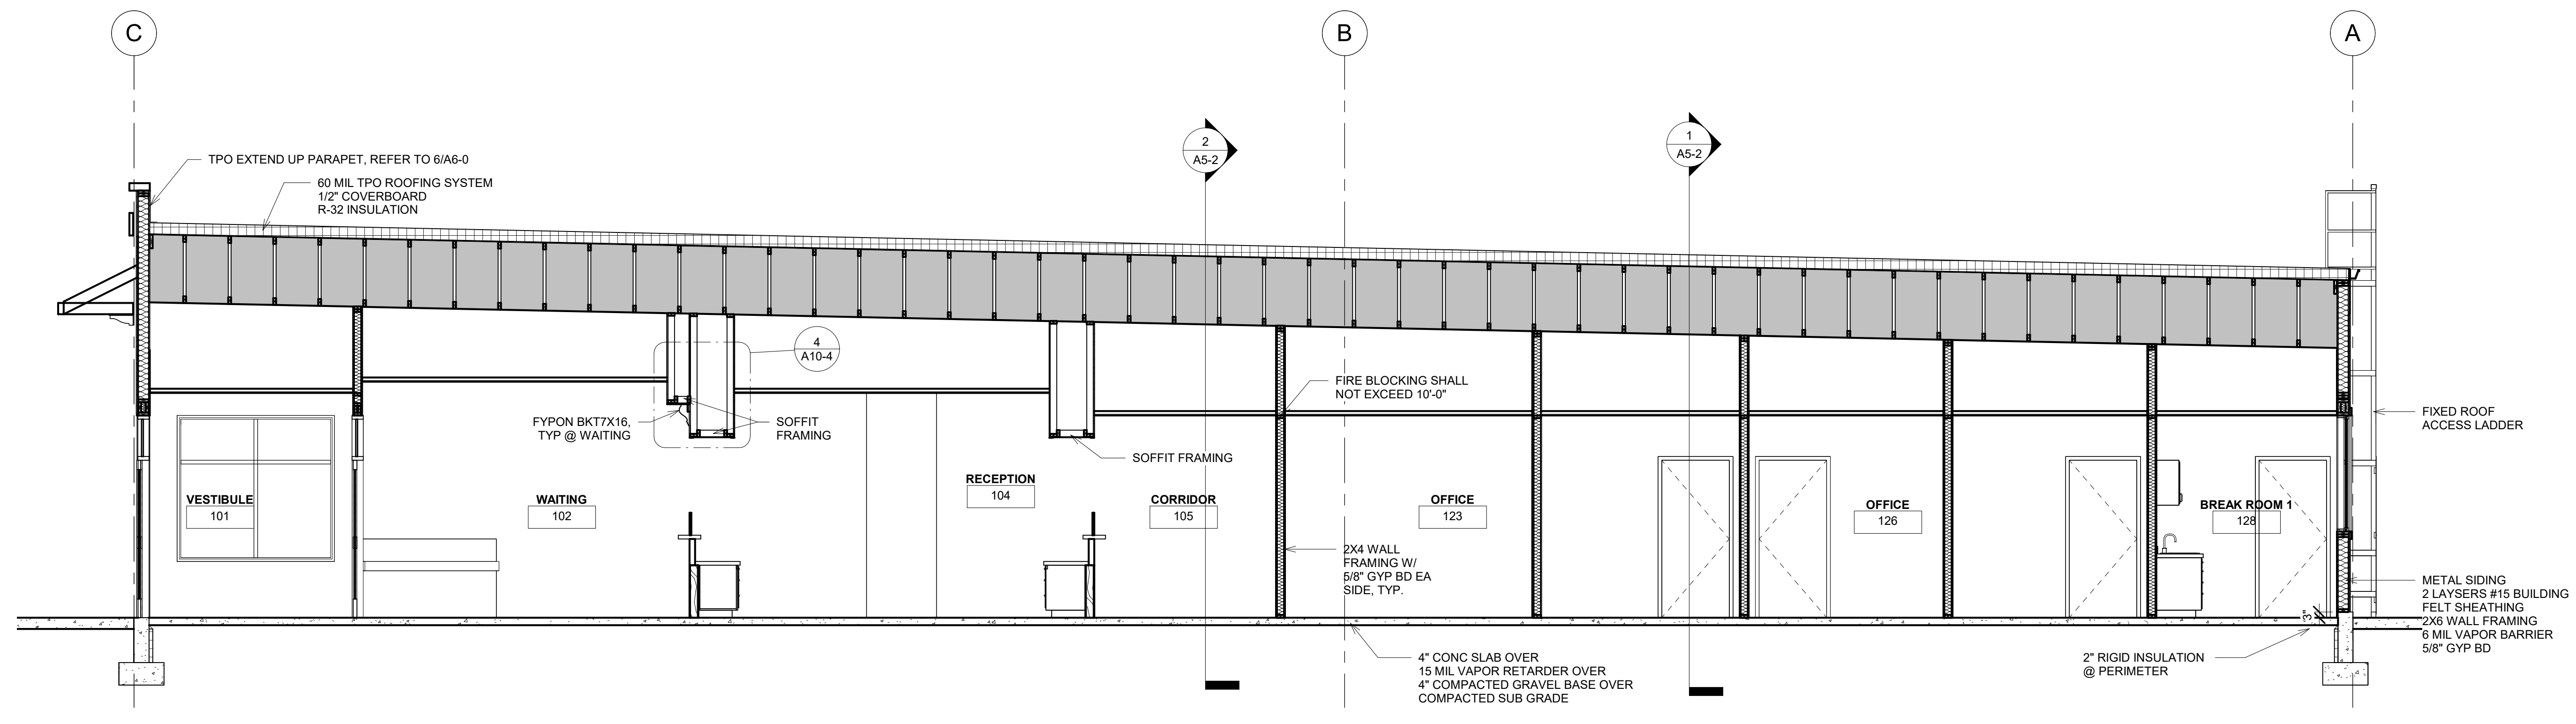 C
B
A
2
A5-2
1
A5-2
TPO EXTEND UP PARAPET, REFER TO 6/A6-0
60 MIL TPO ROOFING SYSTEM
1/2" COVERBOARD
R-32 INSULATION
4
A10-4
FIRE BLOCKING SHALL
NOT EXCEED 10'-0"
FYPON BKT7X16,
TYP @ WAITING
SOFFIT
FRAMING
SOFFIT FRAMING
FIXED ROOF
ACCESS LADDER
VESTIBULE
101
WAITING
102
RECEPTION
104
CORRIDOR
105
OFFICE
123
OFFICE
126
BREAK ROOM 1
128
2X4 WALL
FRAMING W/
5/8" GYP BD EA
SIDE, TYP.
METAL SIDING
2 LAYSERS #15 BUILDING
FELT SHEATHING
2X6 WALL FRAMING
6 MIL VAPOR BARRIER
5/8" GYP BD
3"
4" CONC SLAB OVER
15 MIL VAPOR RETARDER OVER
4" COMPACTED GRAVEL BASE OVER
COMPACTED SUB GRADE
2" RIGID INSULATION
@ PERIMETER